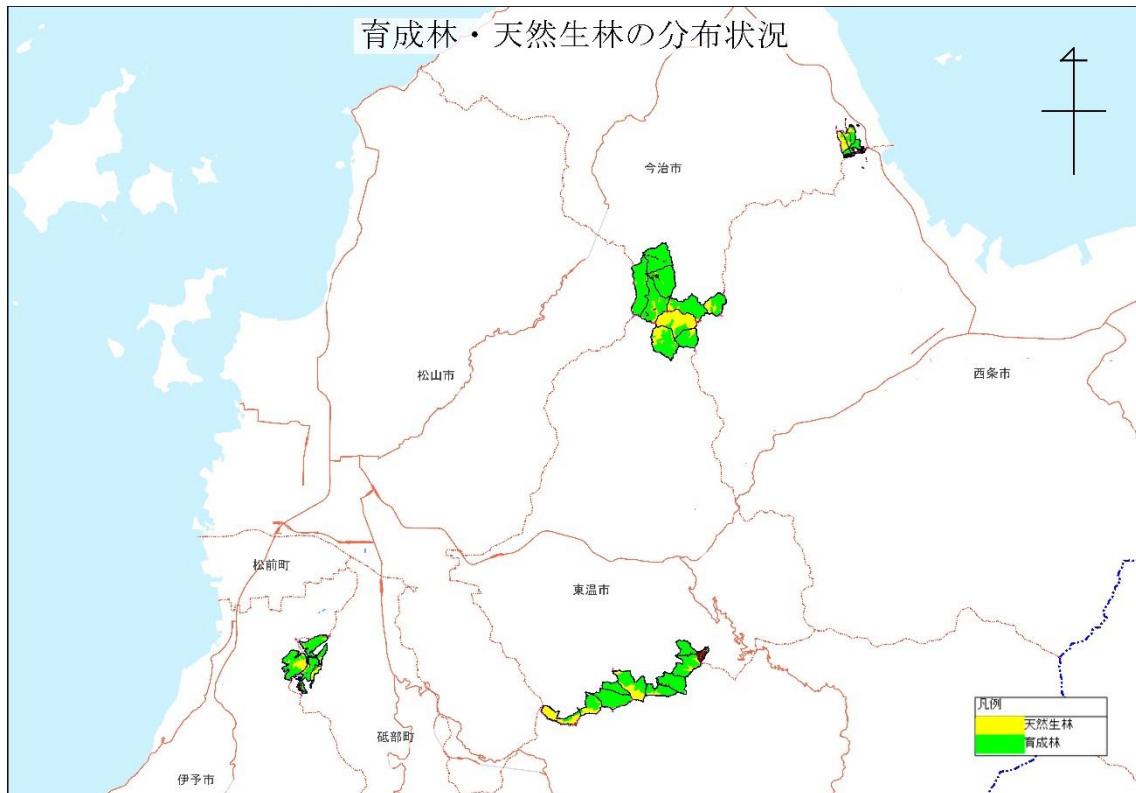 育成林・天然生林の分布状況
今治市
松山市
西条市
松前町
東温市
砥部町
伊予市
凡例
天然生林
育成林